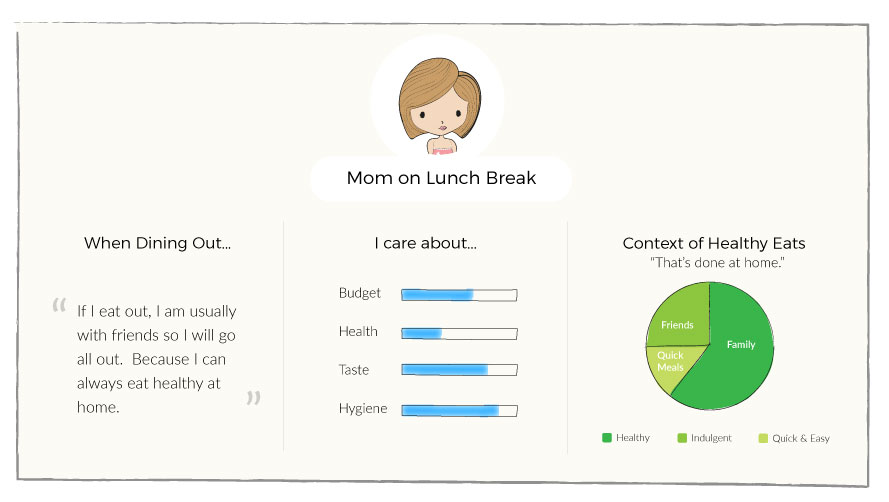 Mom on Lunch Break
When Dining Out...
“ If I eat out, I am usually
with friends so I will go
all out. Because I can
always eat healthy at
home. ”
I care about...
Budget
Health
Taste
Hygiene
Context of Healthy Eats
“That’s done at home.”
Friends
Family
Quick
Meals
Healthy
Indulgent
Quick & Easy